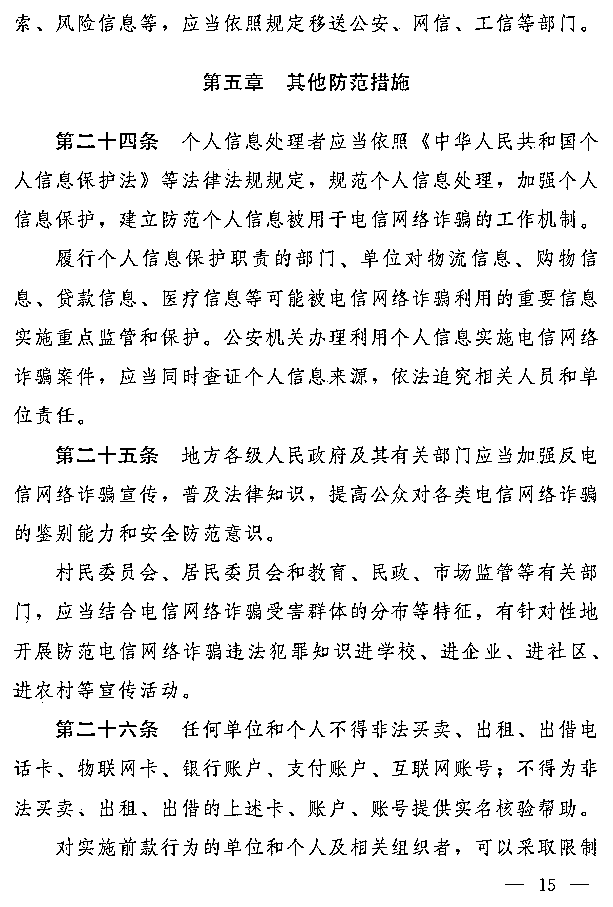 索、风险信息等，应当依照规定移送公安、网信、工信等部门。
第五章　其他防范措施
第二十四条　个人信息处理者应当依照《中华人民共和国个
人信息保护法》等法律法规规定，规范个人信息处理，加强个人
信息保护，建立防范个人信息被用于电信网络诈骗的工作机制。
履行个人信息保护职责的部门、单位对物流信息、购物信
息、贷款信息、医疗信息等可能被电信网络诈骗利用的重要信息
实施重点监管和保护。公安机关办理利用个人信息实施电信网络
诈骗案件，应当同时查证个人信息来源，依法追究相关人员和单
位责任。
第二十五条　地方各级人民政府及其有关部门应当加强反电
信网络诈骗宣传，普及法律知识，提高公众对各类电信网络诈骗
的鉴别能力和安全防范意识。
村民委员会、居民委员会和教育、民政、市场监管等有关部
门，应当结合电信网络诈骗受害群体的分布等特征，有针对性地
开展防范电信网络诈骗违法犯罪知识进学校、进企业、进社区、
进农村等宣传活动。
第二十六条　任何单位和个人不得非法买卖、出租、出借电
话卡、物联网卡、银行账户、支付账户、互联网账号；不得为非
法买卖、出租、出借的上述卡、账户、账号提供实名核验帮助。
对实施前款行为的单位和个人及相关组织者，可以采取限制
— 15 —